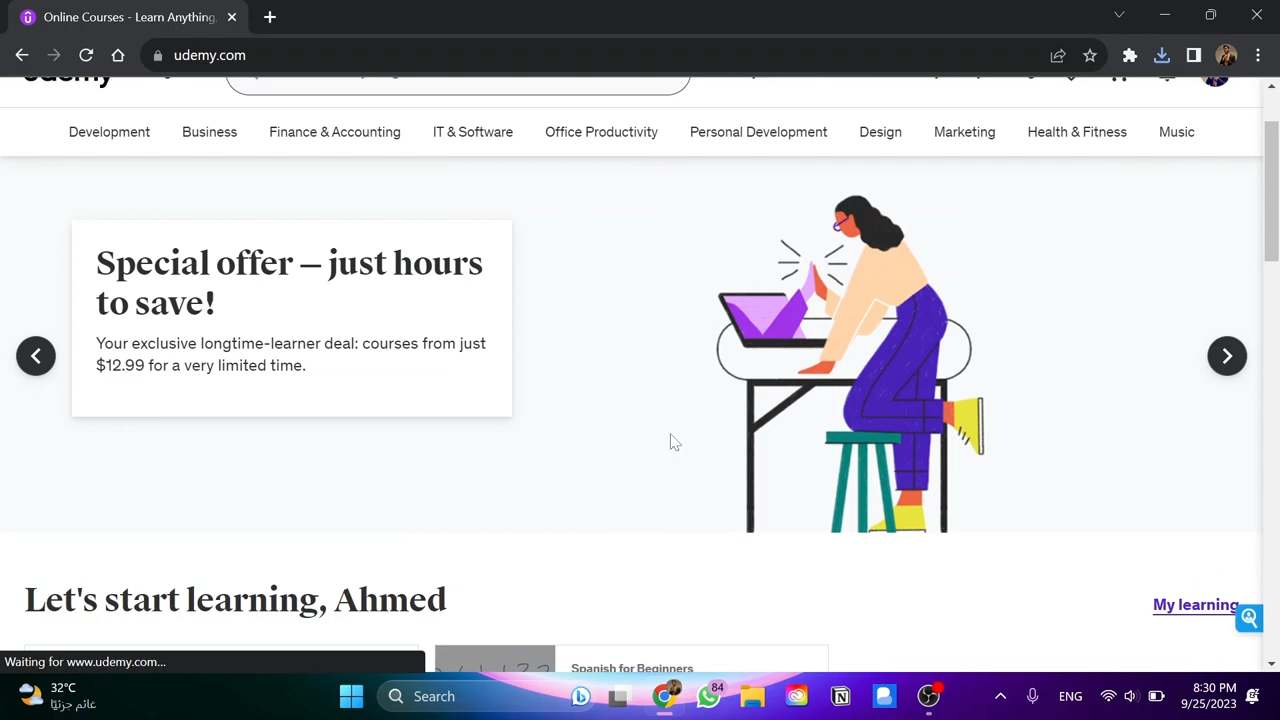 Online Courses - Learn Anything,
udemy.com
udemy
Development Business Finance & Accounting IT & Software Office Productivity Personal Development Design Marketing Health & Fitness Music
Special offer – just hours
to save!
Your exclusive longtime-learner deal: courses from just
$12.99 for a very limited time.
Let's start learning, Ahmed
My learning
Spanish for Beginners
Waiting for www.udemy.com...
32°C
غائم جزئيًا
Search
84
ENG
8:30 PM
9/25/2023